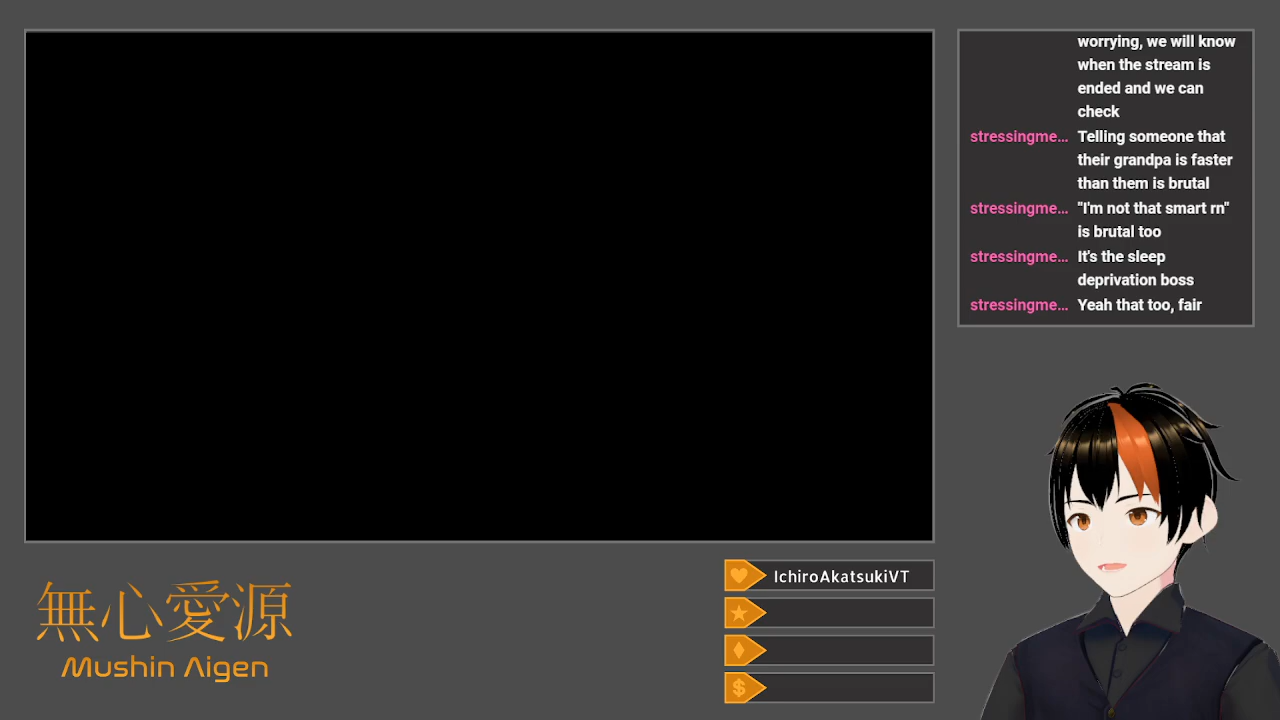 worrying, we will know
when the stream is
ended and we can
check
stressingme... Telling someone that
their grandpa is faster
than them is brutal
stressingme... "I'm not that smart rn"
is brutal too
stressingme... It's the sleep
deprivation boss
stressingme... Yeah that too, fair
IchiroAkatsukiVT
$
無心愛源
Mushin Aigen